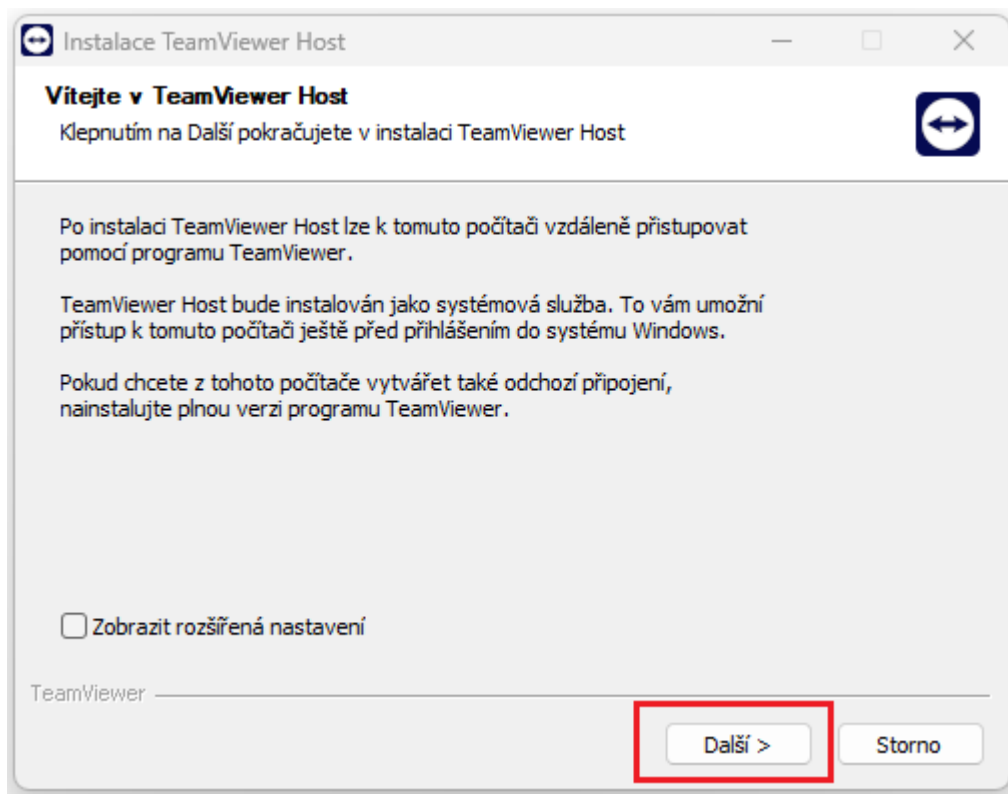 Instalace TeamViewer Host
Vítejte v TeamViewer Host
Klepnutím na Další pokračujete v instalaci TeamViewer Host
Po instalaci TeamViewer Host lze k tomuto počítači vzdáleně přistupovat
pomocí programu TeamViewer.
TeamViewer Host bude instalován jako systémová služba. To vám umožní
přístup k tomuto počítači ještě před přihlášením do systému Windows.
Pokud chcete z tohoto počítače vytvářet také odchozí připojení,
nainstalujte plnou verzi programu TeamViewer.
Zobrazit rozšířená nastavení
TeamViewer
Další >
Storno